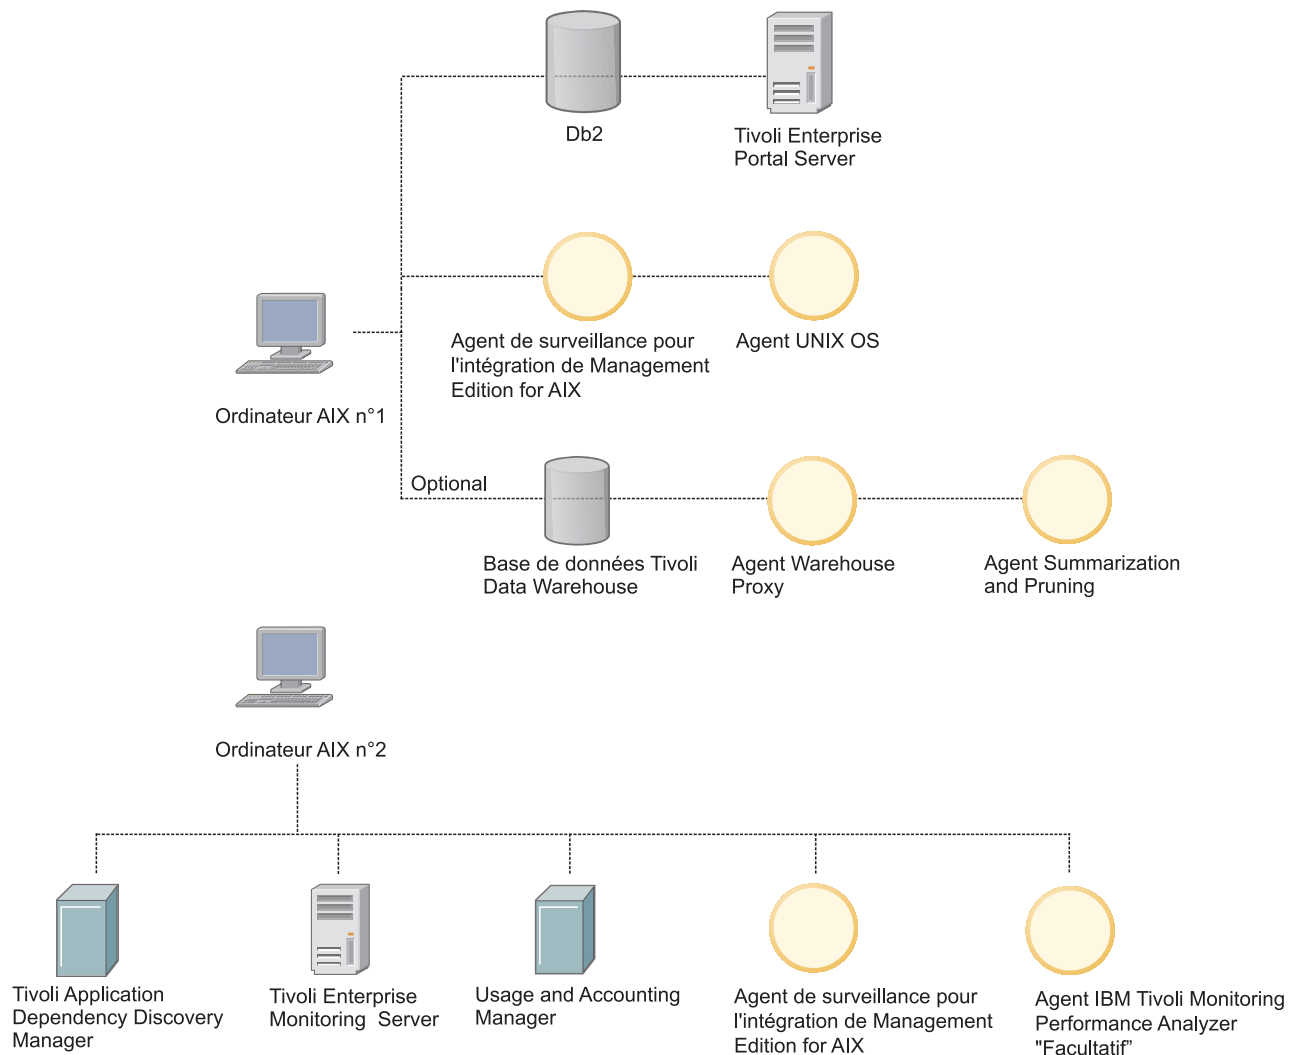 Db2
Tivoli Enterprise
Portal Server
Agent de surveillance pour
l'intégration de Management
Edition for AIX
Agent UNIX OS
Ordinateur AIX n°1
Optional
Base de données Tivoli
Data Warehouse
Agent Warehouse
Proxy
Agent Summarization
and Pruning
Ordinateur AIX n°2
Tivoli Application
Dependency Discovery
Manager
Tivoli Enterprise
Monitoring Server
Usage and Accounting
Manager
Agent de surveillance pour
l'intégration de Management
Edition for AIX
Agent IBM Tivoli Monitoring
Performance Analyzer
"Facultatif”